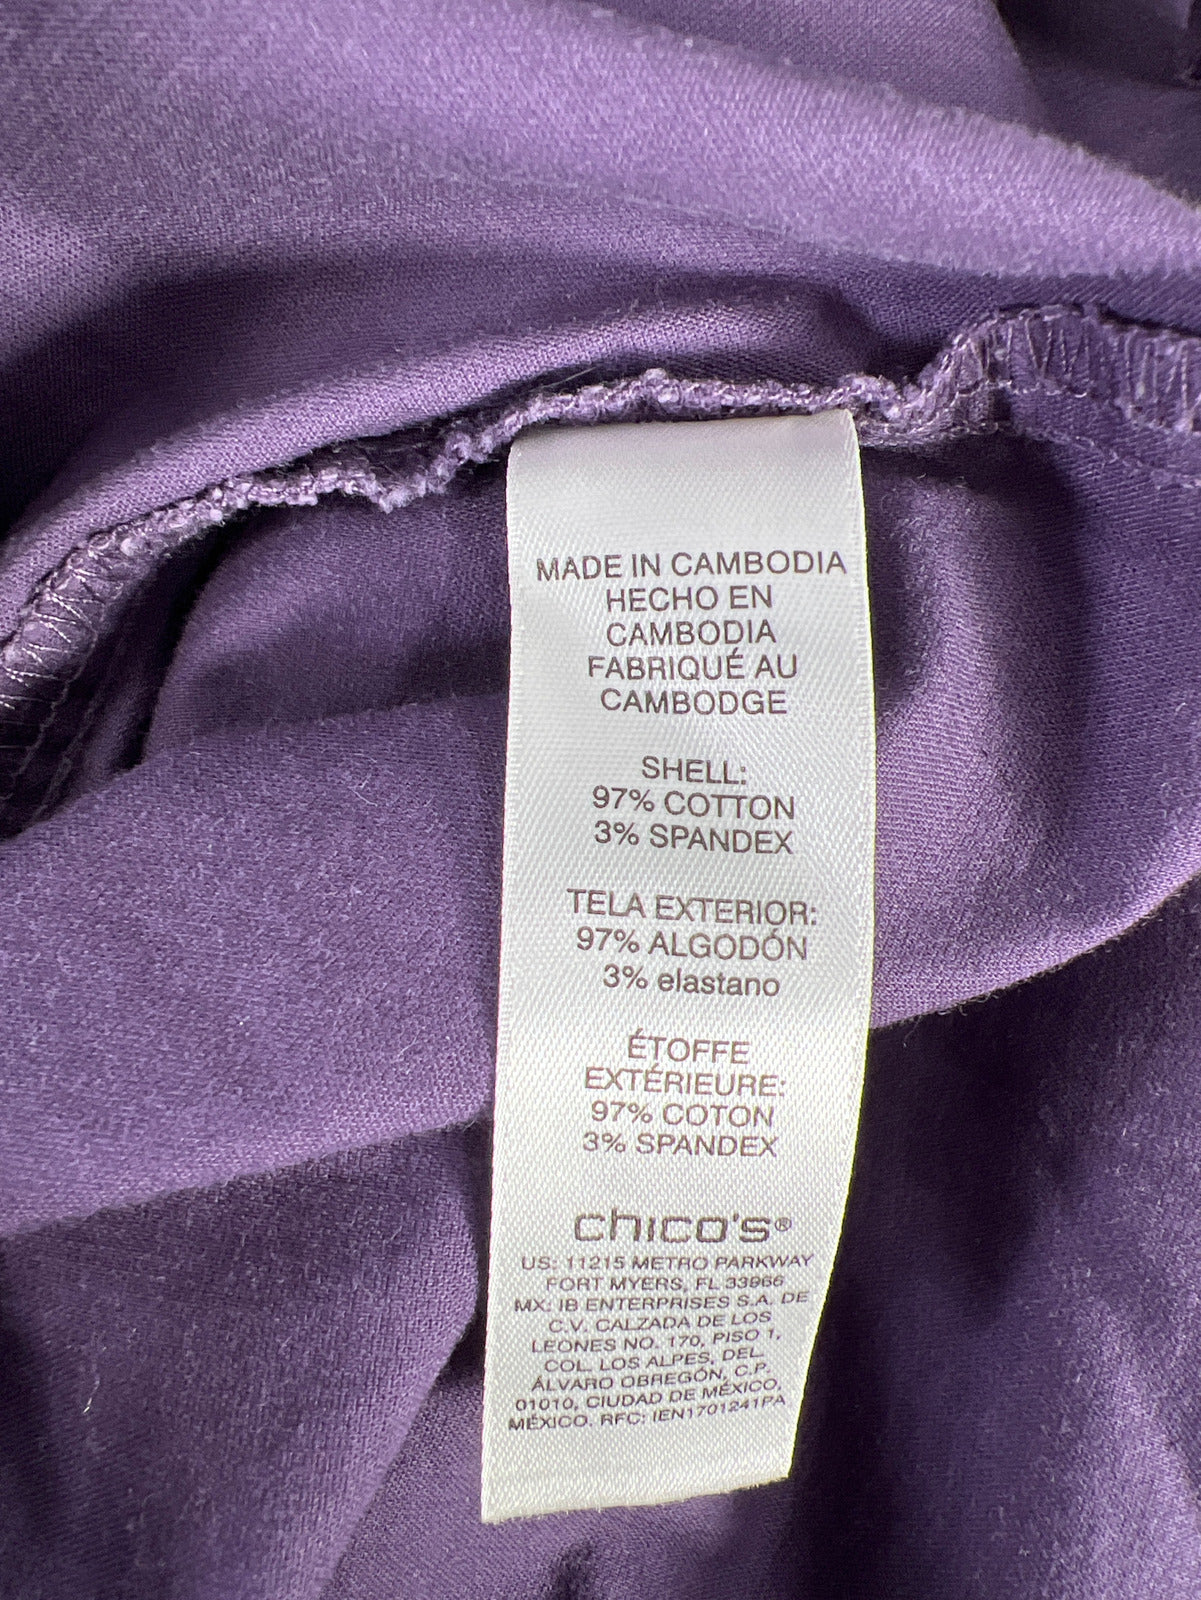 MADE IN CAMBODIA
HECHO EN
CAMBODIA
FABRIQUÉ AU
CAMBODGE
SHELL:
97% COTTON
3% SPANDEX
TELA EXTERIOR:
97% ALGODÓN
3% elastano
ÉTOFFE
EXTÉRIEURE:
97% COTON
3% SPANDEX
chico's®
US: 11215 METRO PARKWAY
FORT MYERS, FL 33966
MX: IB ENTERPRISES S.A. DE
C.V. CALZADA DE LOS
LEONES NO. 170, PISO 1,
COL. LOS ALPES, DEL.
ÁLVARO OBREGÓN, C.P.
01010, CIUDAD DE MÉXICO,
MÉXICO. RFC: IEN1701241PA